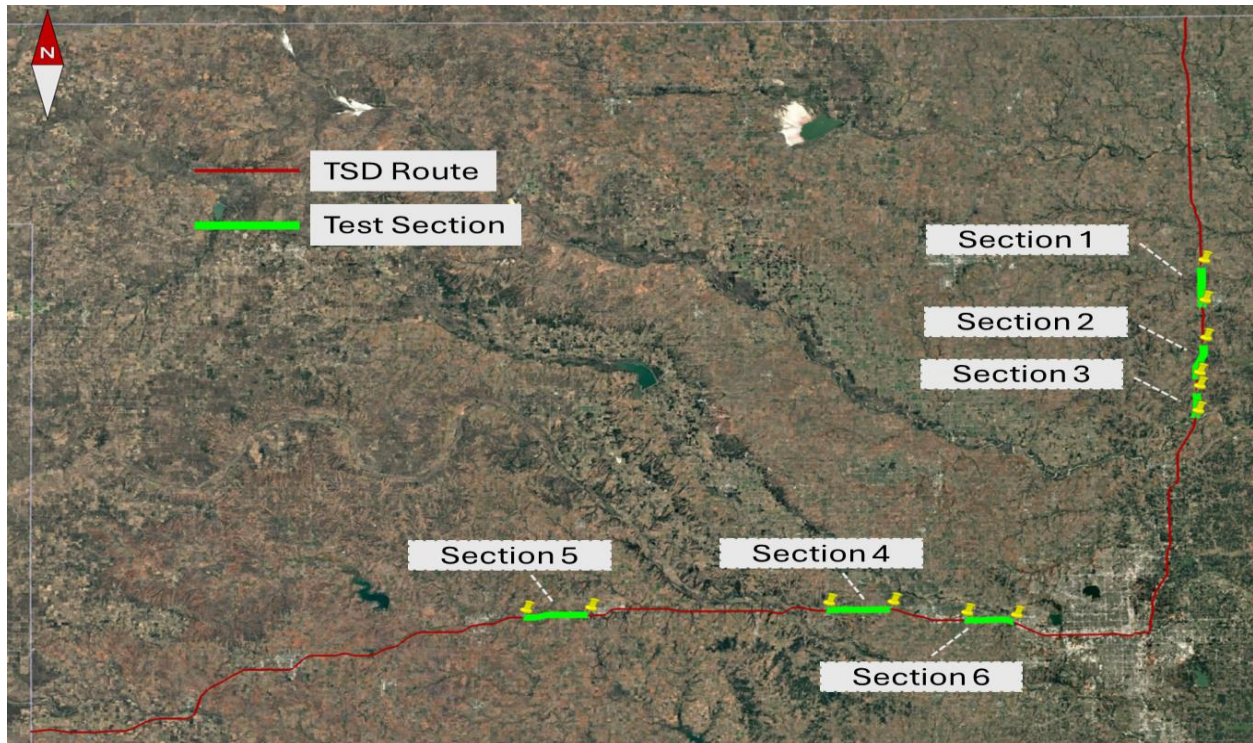 N
TSD Route
Test Section
Section 1
Section 2
Section 3
Section 5
Section 4
Section 6